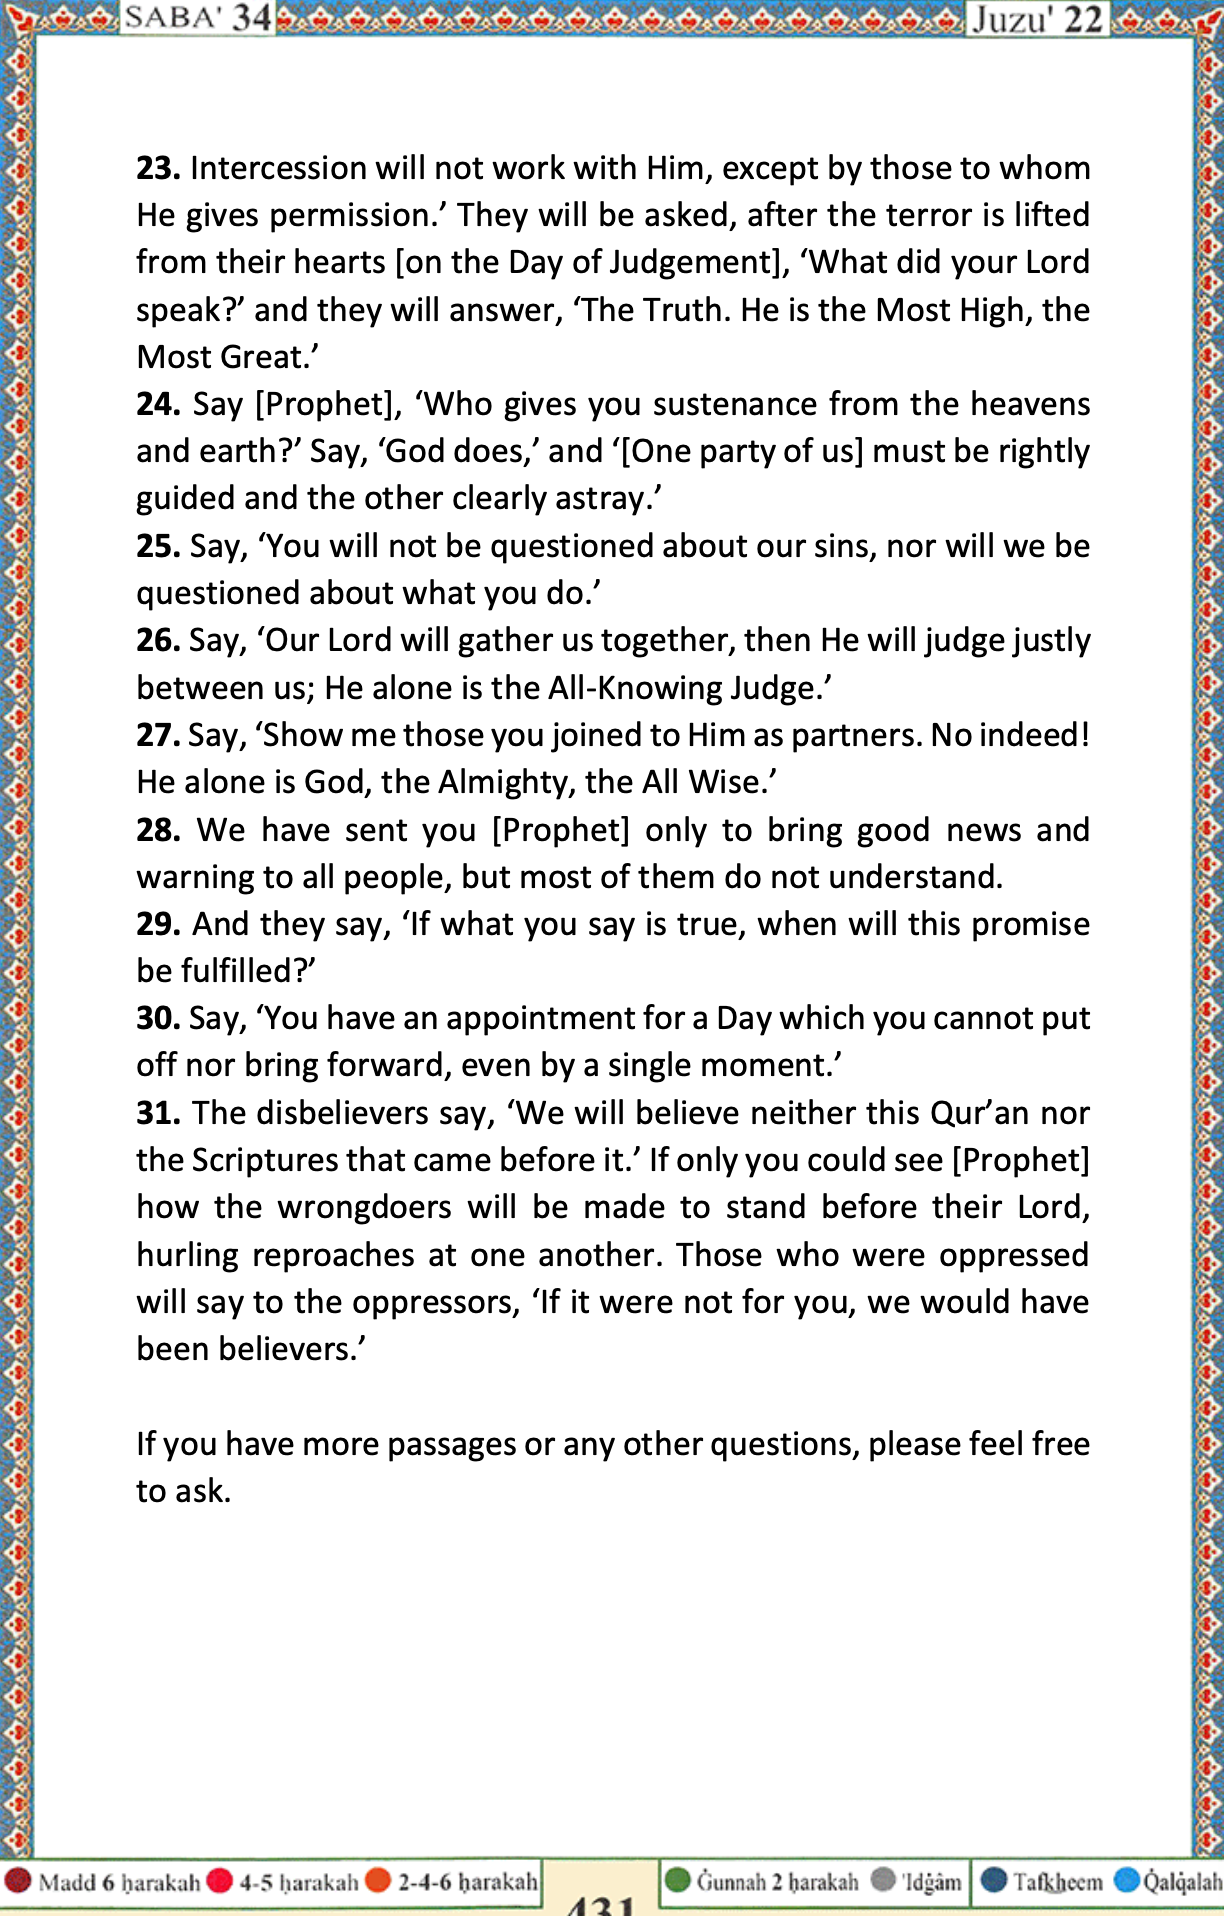 SABA' 34
Juzu' 22
23. Intercession will not work with Him, except by those to whom
He gives permission.’ They will be asked, after the terror is lifted
from their hearts [on the Day of Judgement], ‘What did your Lord
speak?’ and they will answer, ‘The Truth. He is the Most High, the
Most Great.’
24. Say [Prophet], ‘Who gives you sustenance from the heavens
and earth?’ Say, ‘God does,’ and ‘[One party of us] must be rightly
guided and the other clearly astray.’
25. Say, ‘You will not be questioned about our sins, nor will we be
questioned about what you do.’
26. Say, ‘Our Lord will gather us together, then He will judge justly
between us; He alone is the All-Knowing Judge.’
27. Say, ‘Show me those you joined to Him as partners. No indeed!
He alone is God, the Almighty, the All Wise.’
28. We have sent you [Prophet] only to bring good news and
warning to all people, but most of them do not understand.
29. And they say, ‘If what you say is true, when will this promise
be fulfilled?’
30. Say, ‘You have an appointment for a Day which you cannot put
off nor bring forward, even by a single moment.’
31. The disbelievers say, ‘We will believe neither this Qur’an nor
the Scriptures that came before it.’ If only you could see [Prophet]
how the wrongdoers will be made to stand before their Lord,
hurling reproaches at one another. Those who were oppressed
will say to the oppressors, ‘If it were not for you, we would have
been believers.’
If you have more passages or any other questions, please feel free
to ask.
Madd 6 ḥarakah 4-5 ḥarakah 2-4-6 ḥarakah
431
Ġunnah 2 ḥarakah 'Idġâm Tafkheem Q̇alq̇alah